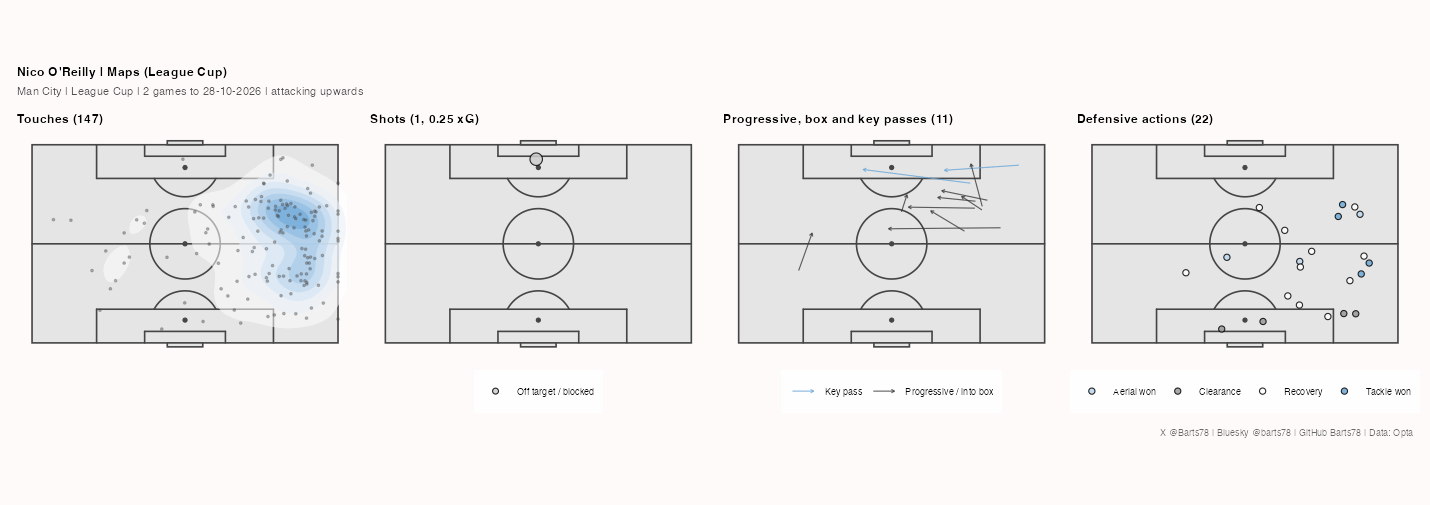 Nico O'Reilly | Maps (League Cup)
Man City | League Cup | 2 games to 28-10-2026 | attacking upwards
Touches (147)
Shots (1, 0.25 xG)
Progressive, box and key passes (11)
Defensive actions (22)
Off target / blocked
Key pass
Progressive / into box
Aerial won
Clearance
Recovery
Tackle won
X @Barts78 | Bluesky @barts78 | GitHub Barts78 | Data: Opta